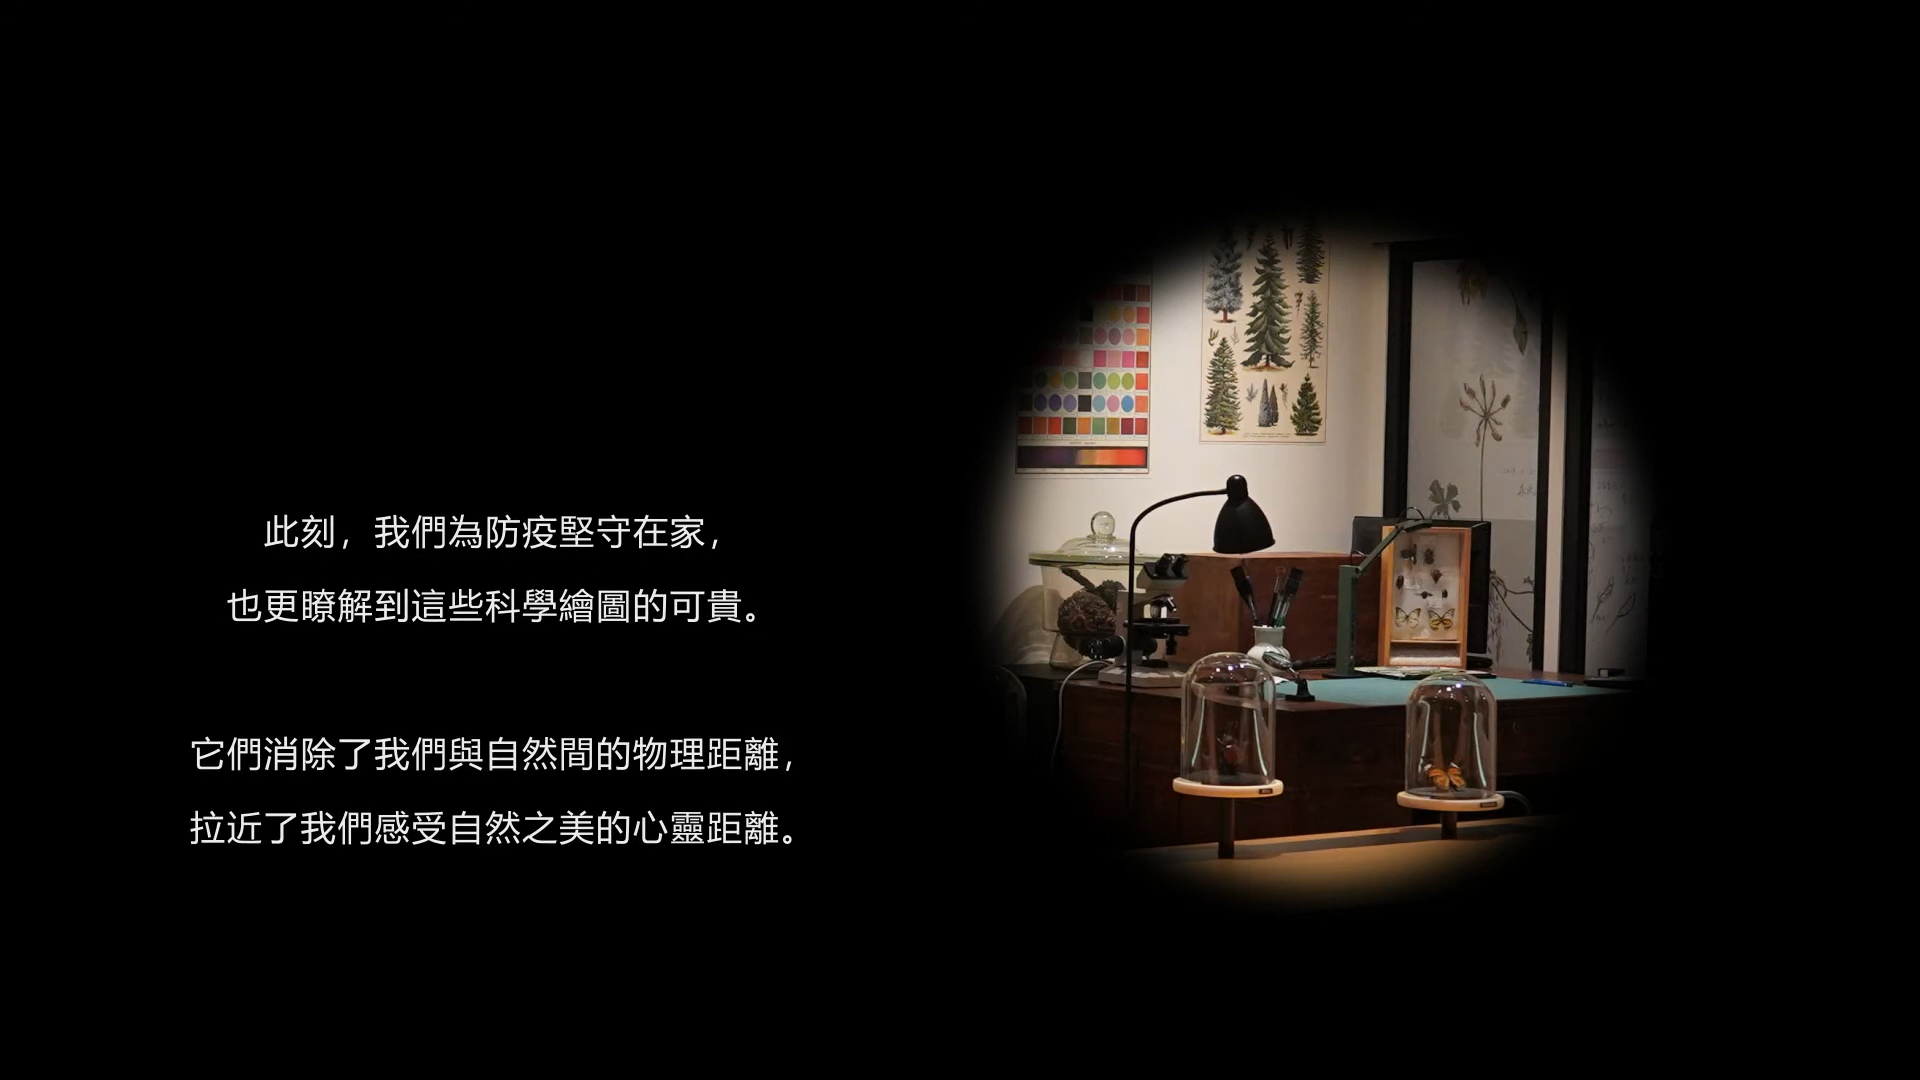 此刻，我們為防疫堅守在家，
也更瞭解到這些科學繪圖的可貴。
它們消除了我們與自然間的物理距離，
拉近了我們感受自然之美的心靈距離。